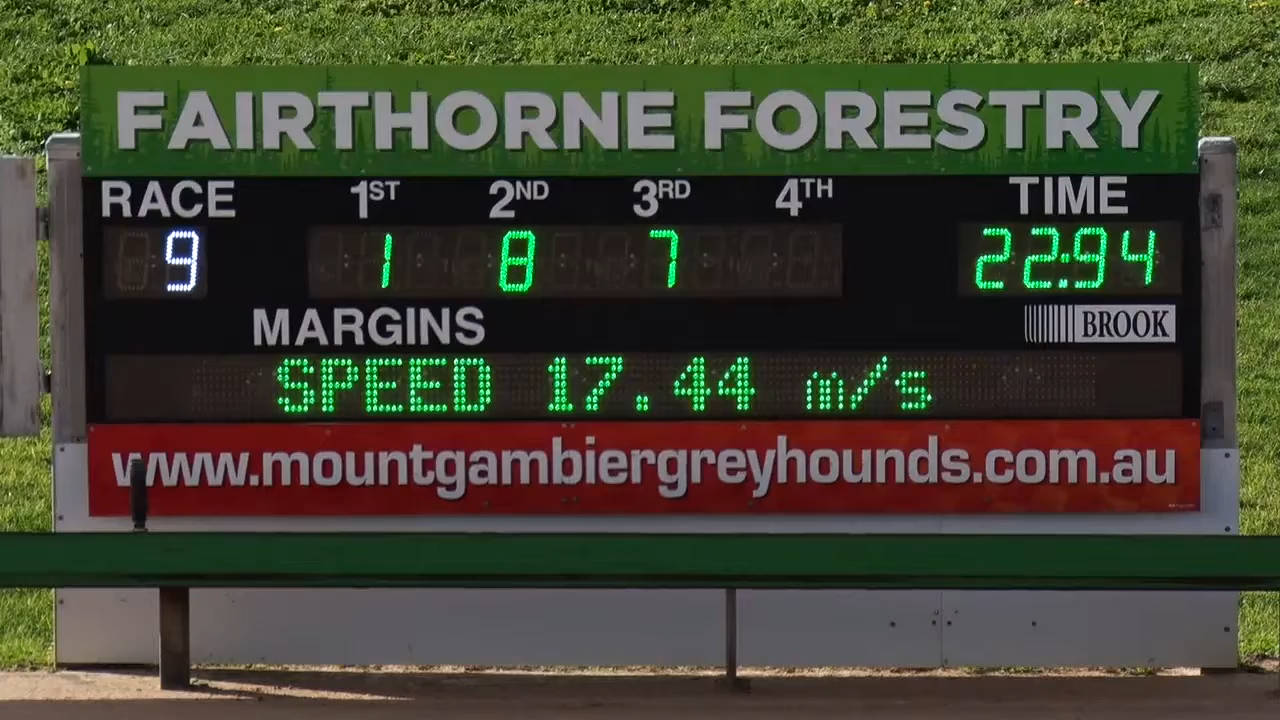 FAIRTHORNE FORESTRY
RACE 1ST 2ND 3RD 4TH TIME
9 1 8 7 22:94
MARGINS BROOK
SPEED 17.44 m/s
www.mountgambiergreyhounds.com.au